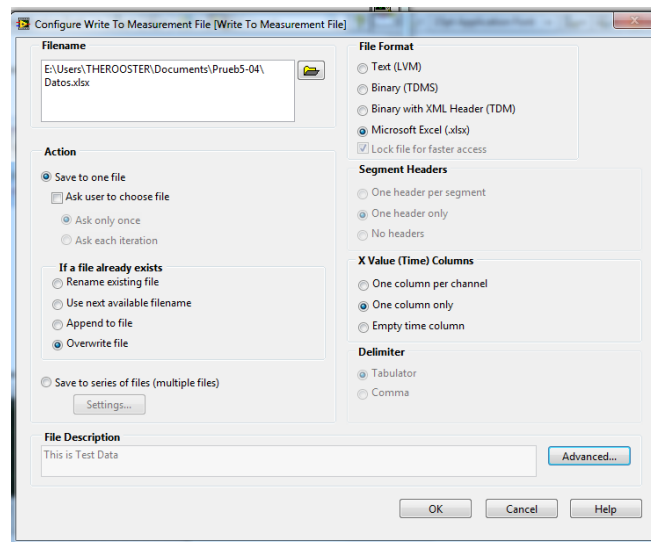 Configure Write To Measurement File [Write To Measurement File]
Filename
E:\Users\THEROOSTER\Documents\Prueb5-04\
Datos.xlsx
Action
Save to one file
Ask user to choose file
Ask only once
Ask each iteration
If a file already exists
Rename existing file
Use next available filename
Append to file
Overwrite file
Save to series of files (multiple files)
Settings...
File Format
Text (LVM)
Binary (TDMS)
Binary with XML Header (TDM)
Microsoft Excel (.xlsx)
Lock file for faster access
Segment Headers
One header per segment
One header only
No headers
X Value (Time) Columns
One column per channel
One column only
Empty time column
Delimiter
Tabulator
Comma
File Description
This is Test Data
Advanced...
OK
Cancel
Help